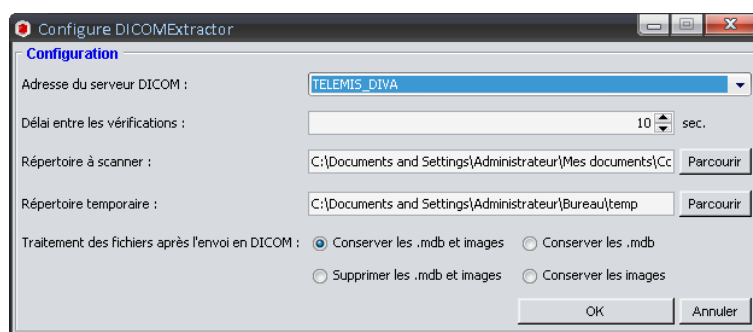 Configure DICOMExtractor
Configuration
Adresse du serveur DICOM : TELEMIS_DIVA
Délai entre les vérifications : 10 sec.
Répertoire à scanner : C:\Documents and Settings\Administrateur\Mes documents\Cc Parcourir
Répertoire temporaire : C:\Documents and Settings\Administrateur\Bureau\temp Parcourir
Traitement des fichiers après l'envoi en DICOM : Conserver les .mdb et images Conserver les .mdb
Supprimer les .mdb et images Conserver les images
OK Annuler